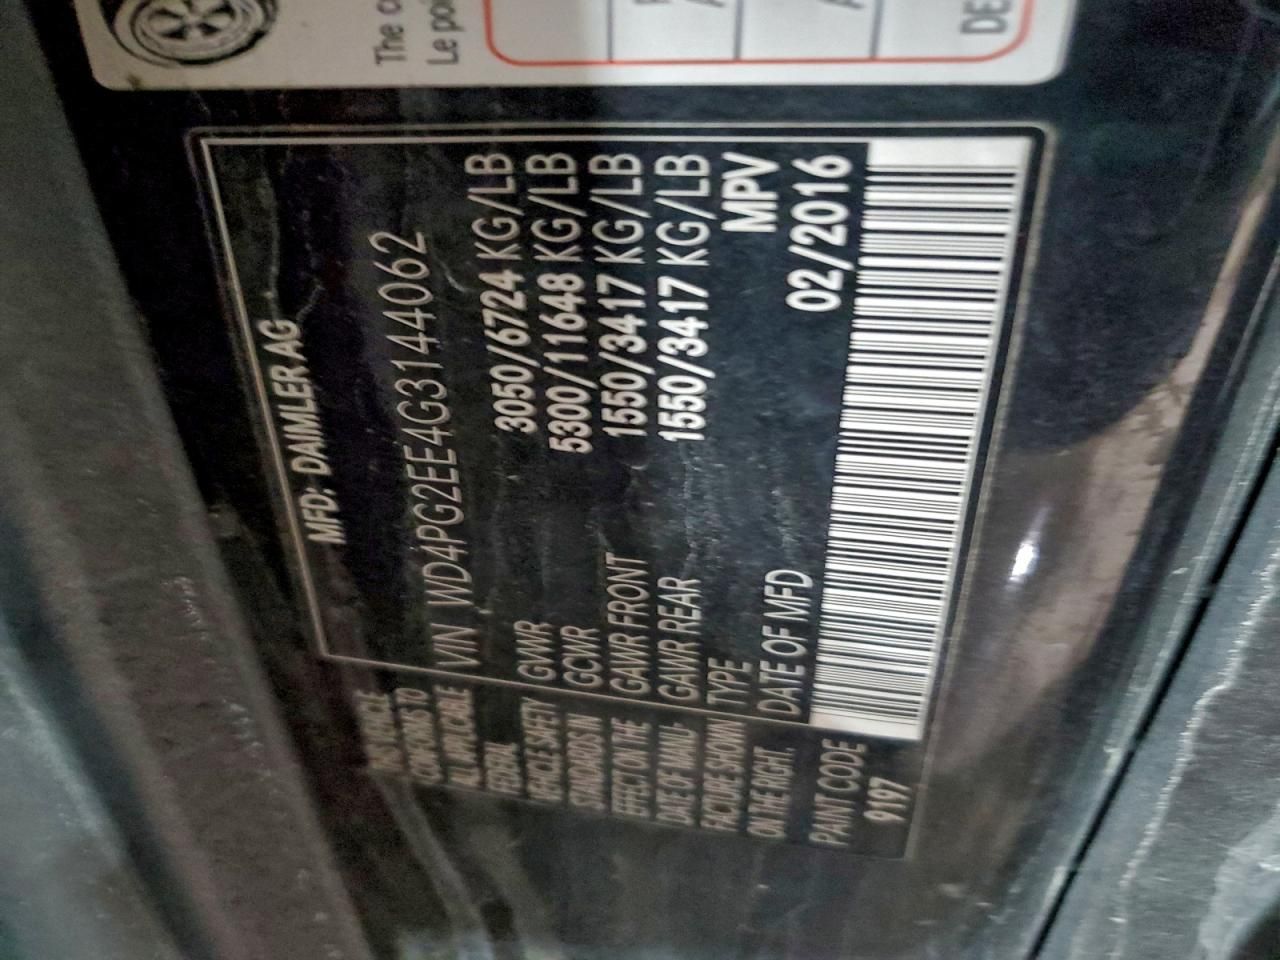 The
Le
DE
MFD: DAIMLER AG
VIN WD4PG2EE4G3144062
GVWR 3050/6724 KG/LB
GCWR 5300/11648 KG/LB
GAWR FRONT 1550/3417 KG/LB
GAWR REAR 1550/3417 KG/LB
TYPE MPV
DATE OF MFD 02/2016
THIS VEHICLE
CONFORMS TO
ALL APPLICABLE
FEDERAL
VEHICLE SAFETY
STANDARDS IN
EFFECT ON THE
DATE OF MANU-
FACTURE SHOWN
ON THE RIGHT.
PAINT CODE
9197